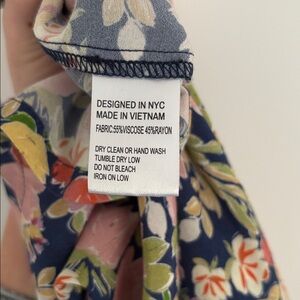 DESIGNED IN NYC
MADE IN VIETNAM
FABRIC:55%VISCOSE 45%RAYON
DRY CLEAN OR HAND WASH
TUMBLE DRY LOW
DO NOT BLEACH
IRON ON LOW